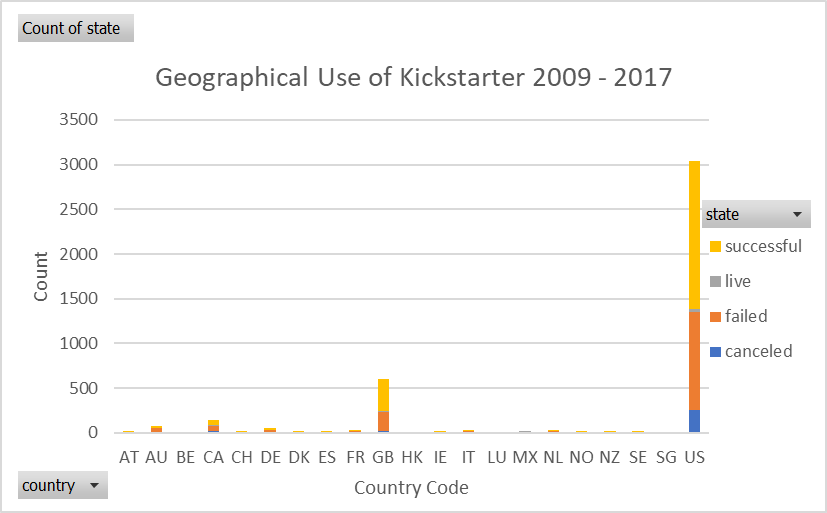 Count of state
Geographical Use of Kickstarter 2009 - 2017
3500
3000
2500
2000
1500
1000
500
0
Count
AT AU BE CA CH DE DK ES FR GB HK IE IT LU MX NL NO NZ SE SG US
Country Code
state
successful
live
failed
canceled
country